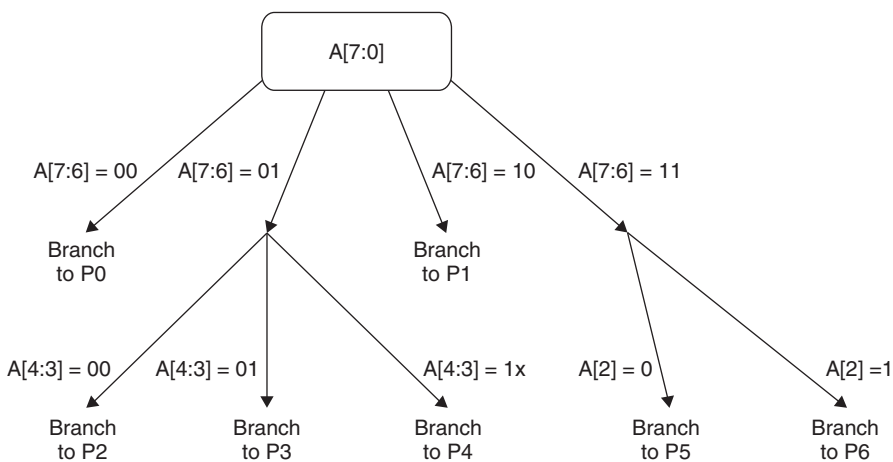 A[7:0]
A[7:6] = 00
A[7:6] = 01
A[7:6] = 10
A[7:6] = 11
Branch
to P0
Branch
to P1
A[4:3] = 00
A[4:3] = 01
A[4:3] = 1x
A[2] = 0
A[2] =1
Branch
to P2
Branch
to P3
Branch
to P4
Branch
to P5
Branch
to P6